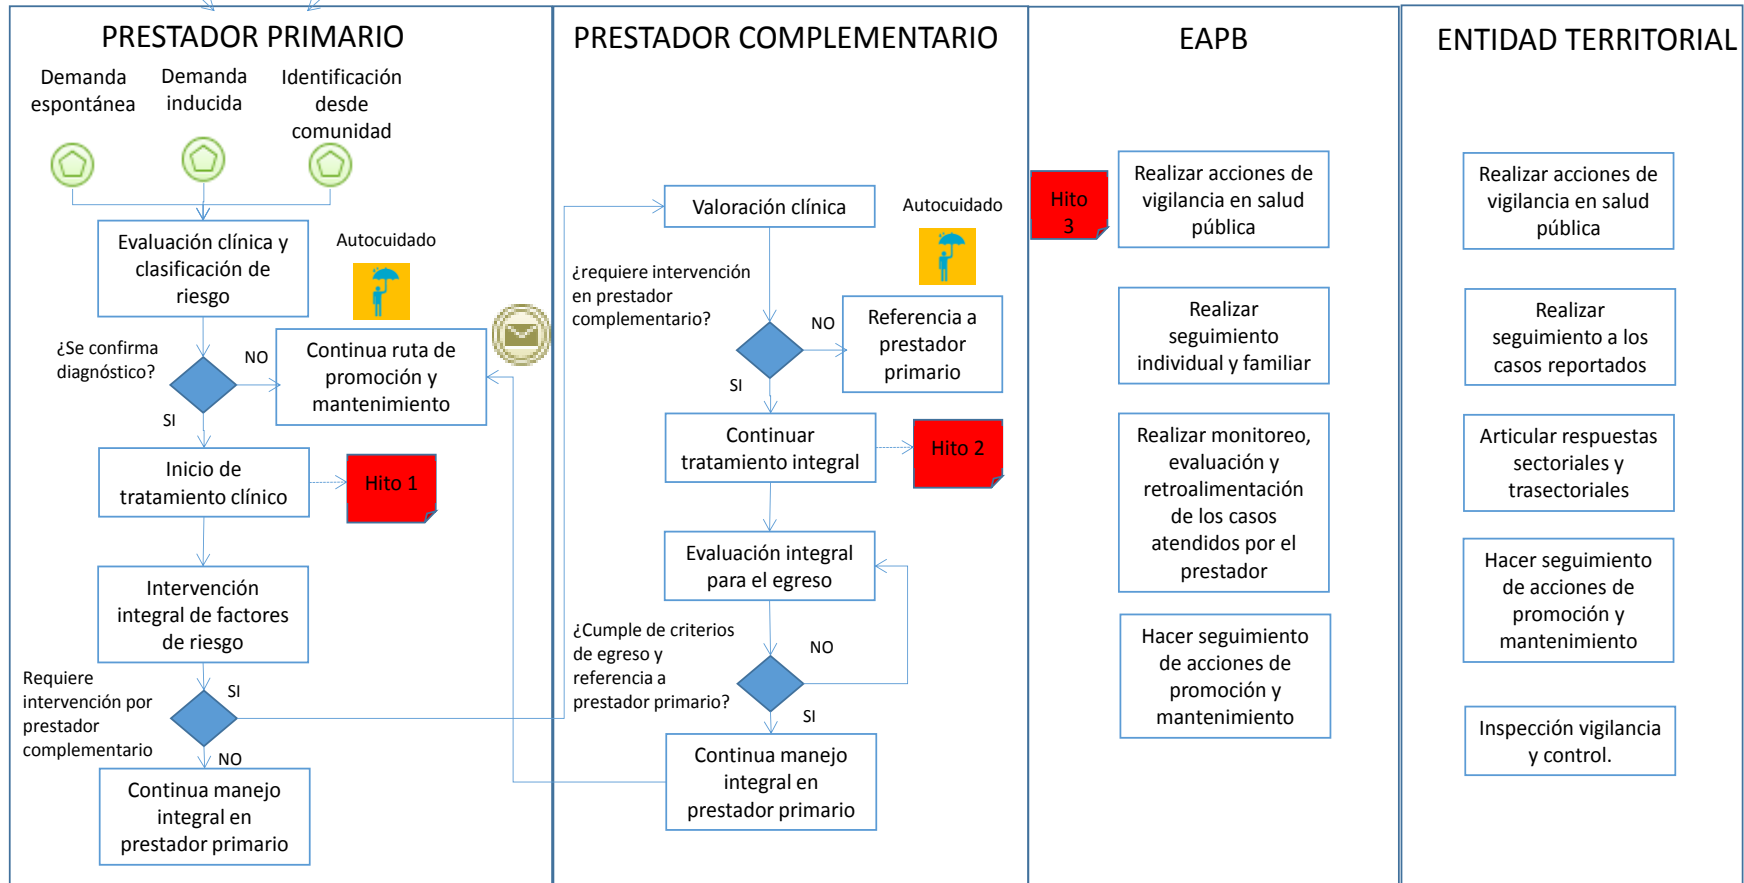 PRESTADOR PRIMARIO
Demanda
espontánea
Demanda
inducida
Identificación
desde
comunidad
Evaluación clínica y
clasificación de
riesgo
Autocuidado
¿Se confirma
diagnóstico?
NO
Continua ruta de
promoción y
mantenimiento
SI
Inicio de
tratamiento clínico
Hito 1
Intervención
integral de factores
de riesgo
Requiere
intervención por
prestador
complementario
SI
NO
Continua manejo
integral en
prestador primario
PRESTADOR COMPLEMENTARIO
Valoración clínica
Autocuidado
¿requiere intervención
en prestador
complementario?
NO
Referencia a
prestador
primario
SI
Continuar
tratamiento integral
Hito 2
Evaluación integral
para el egreso
¿Cumple de criterios
de egreso y
referencia a
prestador primario?
NO
SI
Continua manejo
integral en
prestador primario
EAPB
Hito
3
Realizar acciones de
vigilancia en salud
pública
Realizar
seguimiento
individual y familiar
Realizar monitoreo,
evaluación y
retroalimentación
de los casos
atendidos por el
prestador
Hacer seguimiento
de acciones de
promoción y
mantenimiento
ENTIDAD TERRITORIAL
Realizar acciones de
vigilancia en salud
pública
Realizar
seguimiento a los
casos reportados
Articular respuestas
sectoriales y
trasectoriales
Hacer seguimiento
de acciones de
promoción y
mantenimiento
Inspección vigilancia
y control.